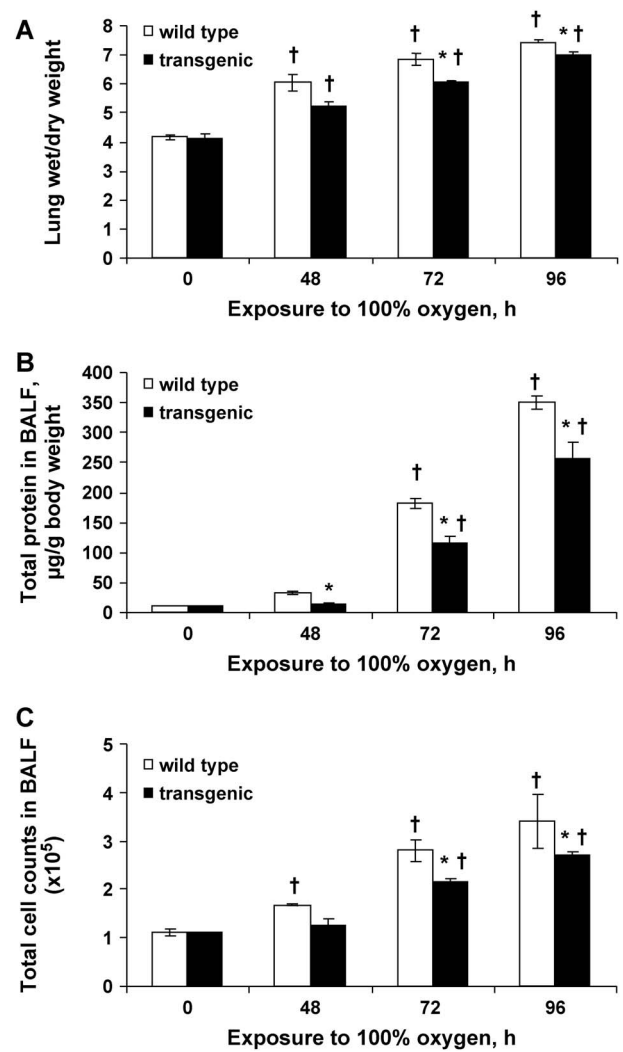 A
Lung wet/dry weight
8
7
6
5
4
3
2
1
0
wild type
transgenic
†
†
†
* †
†
* †
0 48 72 96
Exposure to 100% oxygen, h
B
Total protein in BALF,
µg/g body weight
400
350
300
250
200
150
100
50
0
wild type
transgenic
*
†
* †
†
* †
0 48 72 96
Exposure to 100% oxygen, h
C
Total cell counts in BALF
(x10⁵)
5
4
3
2
1
0
wild type
transgenic
†
†
* †
†
* †
0 48 72 96
Exposure to 100% oxygen, h